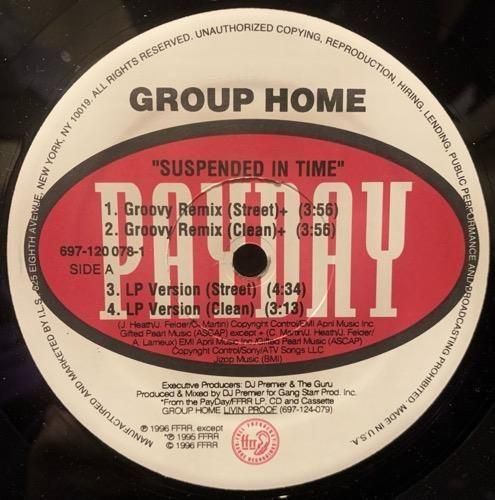 MANUFACTURED AND MARKETED BY I.L.S. 825 EIGHTH AVENUE, NEW YORK, NY 10019. ALL RIGHTS RESERVED. UNAUTHORIZED COPYING, REPRODUCTION, HIRING, LENDING, PUBLIC PERFORMANCE AND BROADCASTING PROHIBITED. MADE IN U.S.A.
GROUP HOME
"SUSPENDED IN TIME"
PAYDAY
1. Groovy Remix (Street)+ (3:56)
2. Groovy Remix (Clean)+ (3:56)
697-120 078-1
SIDE A
3. LP Version (Street) (4:34)
4. LP Version (Clean) (3:13)
(J. Heath/J. Felder/C. Martin) Copyright Control/EMI April Music Inc.
Gifted Pearl Music (ASCAP) except + (C. Martin/J. Felder/
A. Larrieux) EMI April Music Inc./Gifted Pearl Music (ASCAP)
Copyright Control/Sony/ATV Songs LLC
Jizop Music (BMI)
Executive Producers: DJ Premier & The Guru
Produced & Mixed by DJ Premier for Gang Starr Prod. Inc.
*From the PayDay/FFRR LP, CD and Cassette
GROUP HOME LIVIN' PROOF (697-124-079)
℗ 1996 FFRR, except
*℗ 1995 FFRR
© 1996 FFRR
ffrr